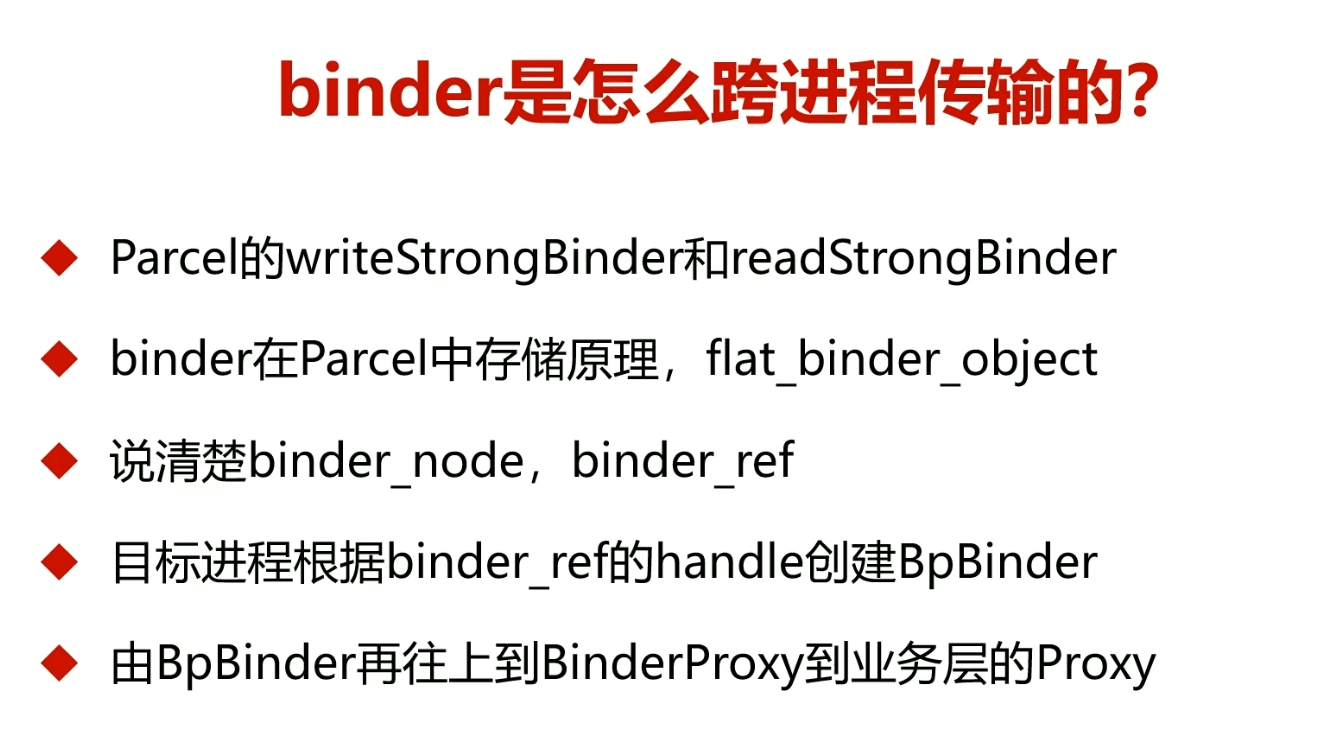 binder是怎么跨进程传输的？
Parcel的writeStrongBinder和readStrongBinder
binder在Parcel中存储原理，flat_binder_object
说清楚binder_node，binder_ref
目标进程根据binder_ref的handle创建BpBinder
由BpBinder再往上到BinderProxy到业务层的Proxy